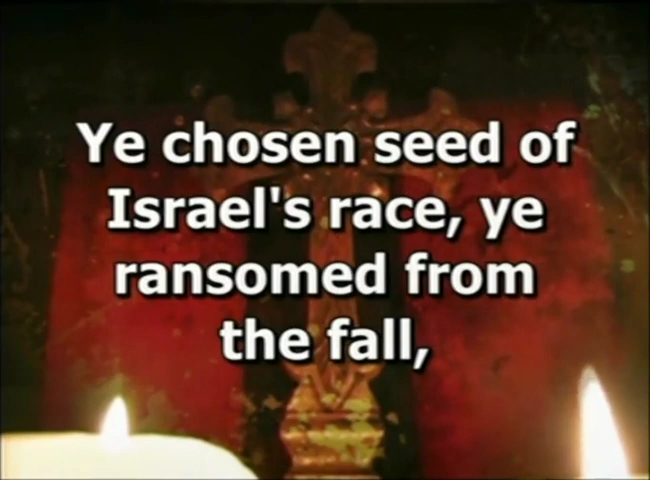 Ye chosen seed of
Israel's race, ye
ransomed from
the fall,